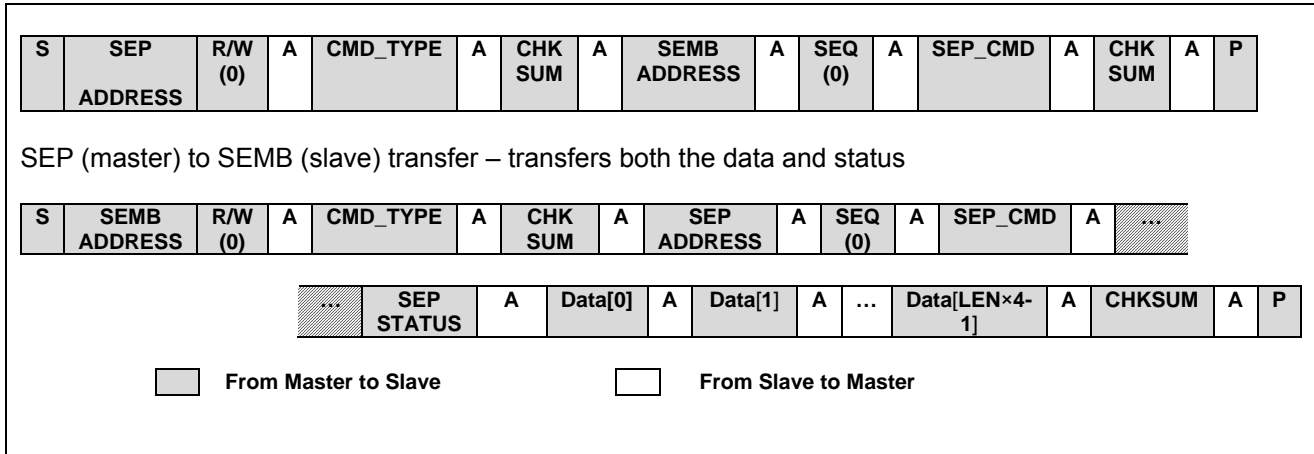 S SEP R/W A CMD_TYPE A CHK A SEMB A SEQ A SEP_CMD A CHK A P
(0) SUM ADDRESS (0) SUM
ADDRESS
SEP (master) to SEMB (slave) transfer – transfers both the data and status
S SEMB R/W A CMD_TYPE A CHK A SEP A SEQ A SEP_CMD A …
ADDRESS (0) SUM ADDRESS (0)
… SEP A Data[0] A Data[1] A … Data[LEN×4- A CHKSUM A P
STATUS 1]
From Master to Slave From Slave to Master